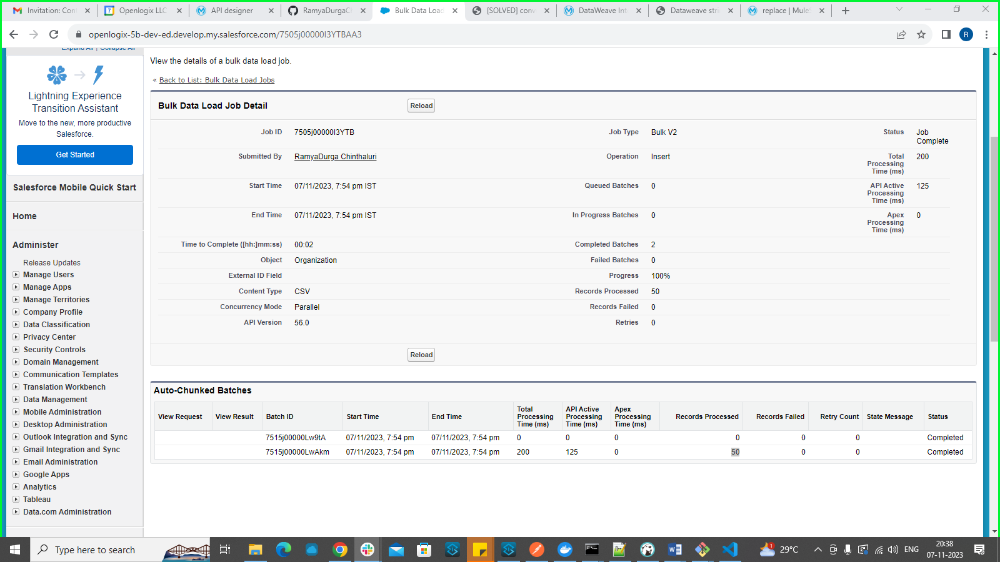 Invitation: Cont
Openlogix LLC
API designer
RamyaDurgaCh
Bulk Data Load
[SOLVED] conv
DataWeave Inte
Dataweave stri
replace | MuleS
openlogix-5b-dev-ed.develop.my.salesforce.com/7505j00000I3YTBAA3
R
Expand All | Collapse All
Lightning Experience
Transition Assistant
Move to the new, more productive
Salesforce.
Get Started
Salesforce Mobile Quick Start
Home
Administer
Release Updates
Manage Users
Manage Apps
Manage Territories
Company Profile
Data Classification
Privacy Center
Security Controls
Domain Management
Communication Templates
Translation Workbench
Data Management
Mobile Administration
Desktop Administration
Outlook Integration and Sync
Gmail Integration and Sync
Email Administration
Google Apps
Analytics
Tableau
Data.com Administration
View the details of a bulk data load job.
« Back to List: Bulk Data Load Jobs
Bulk Data Load Job Detail
Reload
Job ID 7505j00000I3YTB Job Type Bulk V2 Status Job Complete
Submitted By RamyaDurga Chinthaluri Operation Insert Total Processing Time (ms) 200
Start Time 07/11/2023, 7:54 pm IST Queued Batches 0 API Active Processing Time (ms) 125
End Time 07/11/2023, 7:54 pm IST In Progress Batches 0 Apex Processing Time (ms) 0
Time to Complete ([hh:]mm:ss) 00:02 Completed Batches 2
Object Organization Failed Batches 0
External ID Field Progress 100%
Content Type CSV Records Processed 50
Concurrency Mode Parallel Records Failed 0
API Version 56.0 Retries 0
Reload
Auto-Chunked Batches
View Request View Result Batch ID Start Time End Time Total Processing Time (ms) API Active Processing Time (ms) Apex Processing Time (ms) Records Processed Records Failed Retry Count State Message Status
7515j00000Lw9tA 07/11/2023, 7:54 pm 07/11/2023, 7:54 pm 0 0 0 0 0 0 Completed
7515j00000LwAkm 07/11/2023, 7:54 pm 07/11/2023, 7:54 pm 200 125 0 50 0 0 Completed
Type here to search
1
29°C
ENG
20:38
07-11-2023